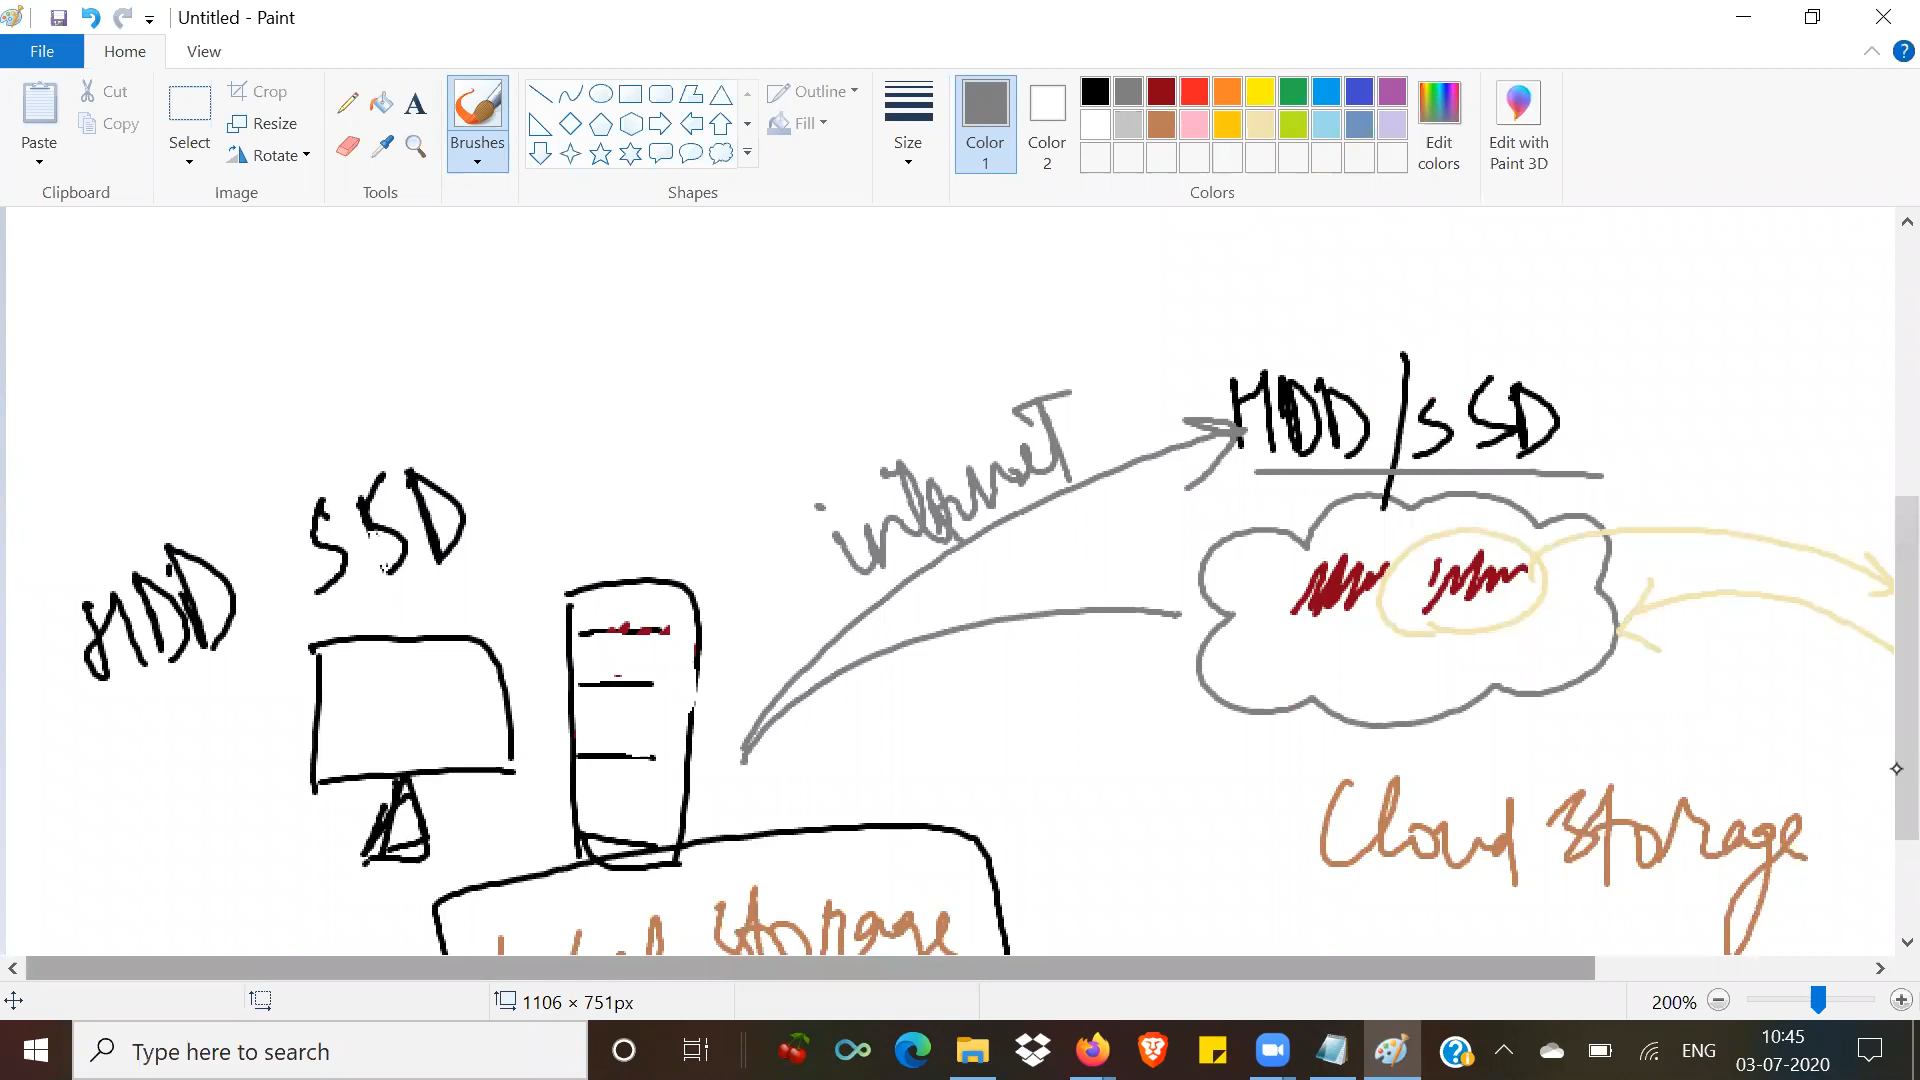 Untitled - Paint
File
Home
View
Paste
Cut
Copy
Clipboard
Select
Crop
Resize
Rotate
Image
Tools
Brushes
Outline
Fill
Shapes
Size
Color 1
Color 2
Edit colors
Colors
Edit with Paint 3D
HDD
SSD
internet
HDD/SSD
Cloud Storage
Storage
1106 × 751px
200%
Type here to search
ENG
10:45
03-07-2020